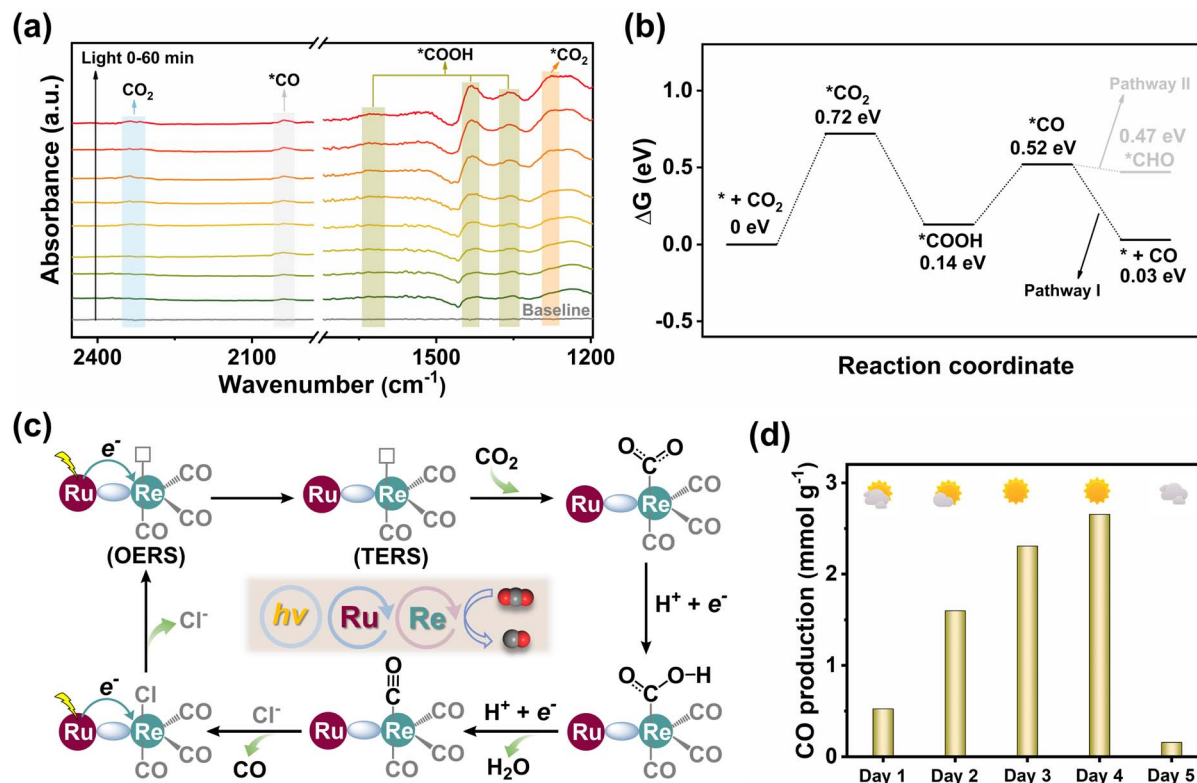 (a)
Light 0-60 min
CO₂
*CO
*COOH
*CO₂
Baseline
Absorbance (a.u.)
2400
2100
1500
1200
Wavenumber (cm⁻¹)
(b)
ΔG (eV)
1.0
0.5
0.0
-0.5
* + CO₂
0 eV
*CO₂
0.72 eV
*COOH
0.14 eV
*CO
0.52 eV
Pathway II
0.47 eV
*CHO
* + CO
0.03 eV
Pathway I
Reaction coordinate
(c)
e⁻
Ru
Re
CO
CO
CO
(OERS)
Ru
Re
CO
CO
CO
(TERS)
CO₂
O
O
C
Ru
Re
CO
CO
CO
H⁺ + e⁻
O
O-H
C
Ru
Re
CO
CO
CO
H⁺ + e⁻
H₂O
O
C
Ru
Re
CO
CO
CO
Cl⁻
CO
e⁻
Cl
Ru
Re
CO
CO
CO
Cl⁻
hv
Ru
Re
(d)
CO production (mmol g⁻¹)
3
2
1
0
Day 1
Day 2
Day 3
Day 4
Day 5